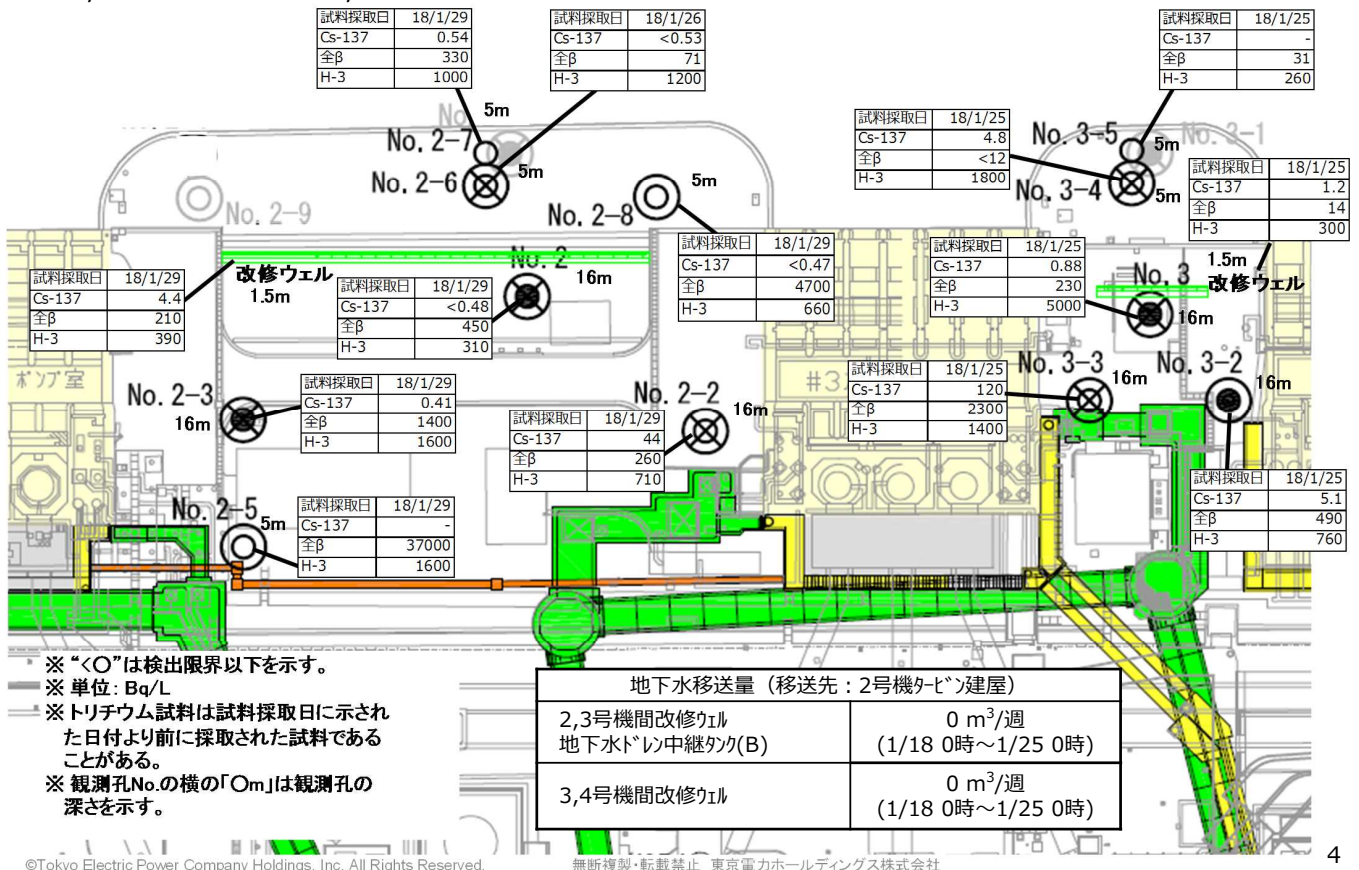 試料採取日 18/1/29
Cs-137 0.54
全β 330
H-3 1000
試料採取日 18/1/26
Cs-137 <0.53
全β 71
H-3 1200
試料採取日 18/1/25
Cs-137 -
全β 31
H-3 260
No. 5m
No. 2-7
No. 2-6 5m
試料採取日 18/1/25
Cs-137 4.8
全β <12
H-3 1800
No. 3-5 5m No. 3-1
No. 3-4 5m
試料採取日 18/1/25
Cs-137 1.2
全β 14
H-3 300
No. 2-9
No. 2-8 5m
試料採取日 18/1/29
Cs-137 4.4
全β 210
H-3 390
改修ウェル
1.5m
No. 2 16m
試料採取日 18/1/29
Cs-137 <0.48
全β 450
H-3 310
試料採取日 18/1/29
Cs-137 <0.47
全β 4700
H-3 660
試料採取日 18/1/25
Cs-137 0.88
全β 230
H-3 5000
No. 3 16m
1.5m
改修ウェル
ポンプ室
No. 2-3
16m
試料採取日 18/1/29
Cs-137 0.41
全β 1400
H-3 1600
No. 2-2 16m
試料採取日 18/1/29
Cs-137 44
全β 260
H-3 710
#3
試料採取日 18/1/25
Cs-137 120
全β 2300
H-3 1400
No. 3-3 16m
No. 3-2 16m
試料採取日 18/1/25
Cs-137 5.1
全β 490
H-3 760
No. 2-5 5m
試料採取日 18/1/29
Cs-137 -
全β 37000
H-3 1600
※ “<○”は検出限界以下を示す。
※ 単位: Bq/L
※ トリチウム試料は試料採取日に示され
た日付より前に採取された試料である
ことがある。
※ 観測孔No.の横の「○m」は観測孔の
深さを示す。
地下水移送量（移送先：2号機ﾀｰﾋﾞﾝ建屋）
2,3号機間改修ｳｪﾙ
地下水ﾄﾞﾚﾝ中継ﾀﾝｸ(B)
0 m³/週
(1/18 0時～1/25 0時)
3,4号機間改修ｳｪﾙ
0 m³/週
(1/18 0時～1/25 0時)
©Tokyo Electric Power Company Holdings, Inc. All Rights Reserved.
無断複製・転載禁止 東京電力ホールディングス株式会社
4